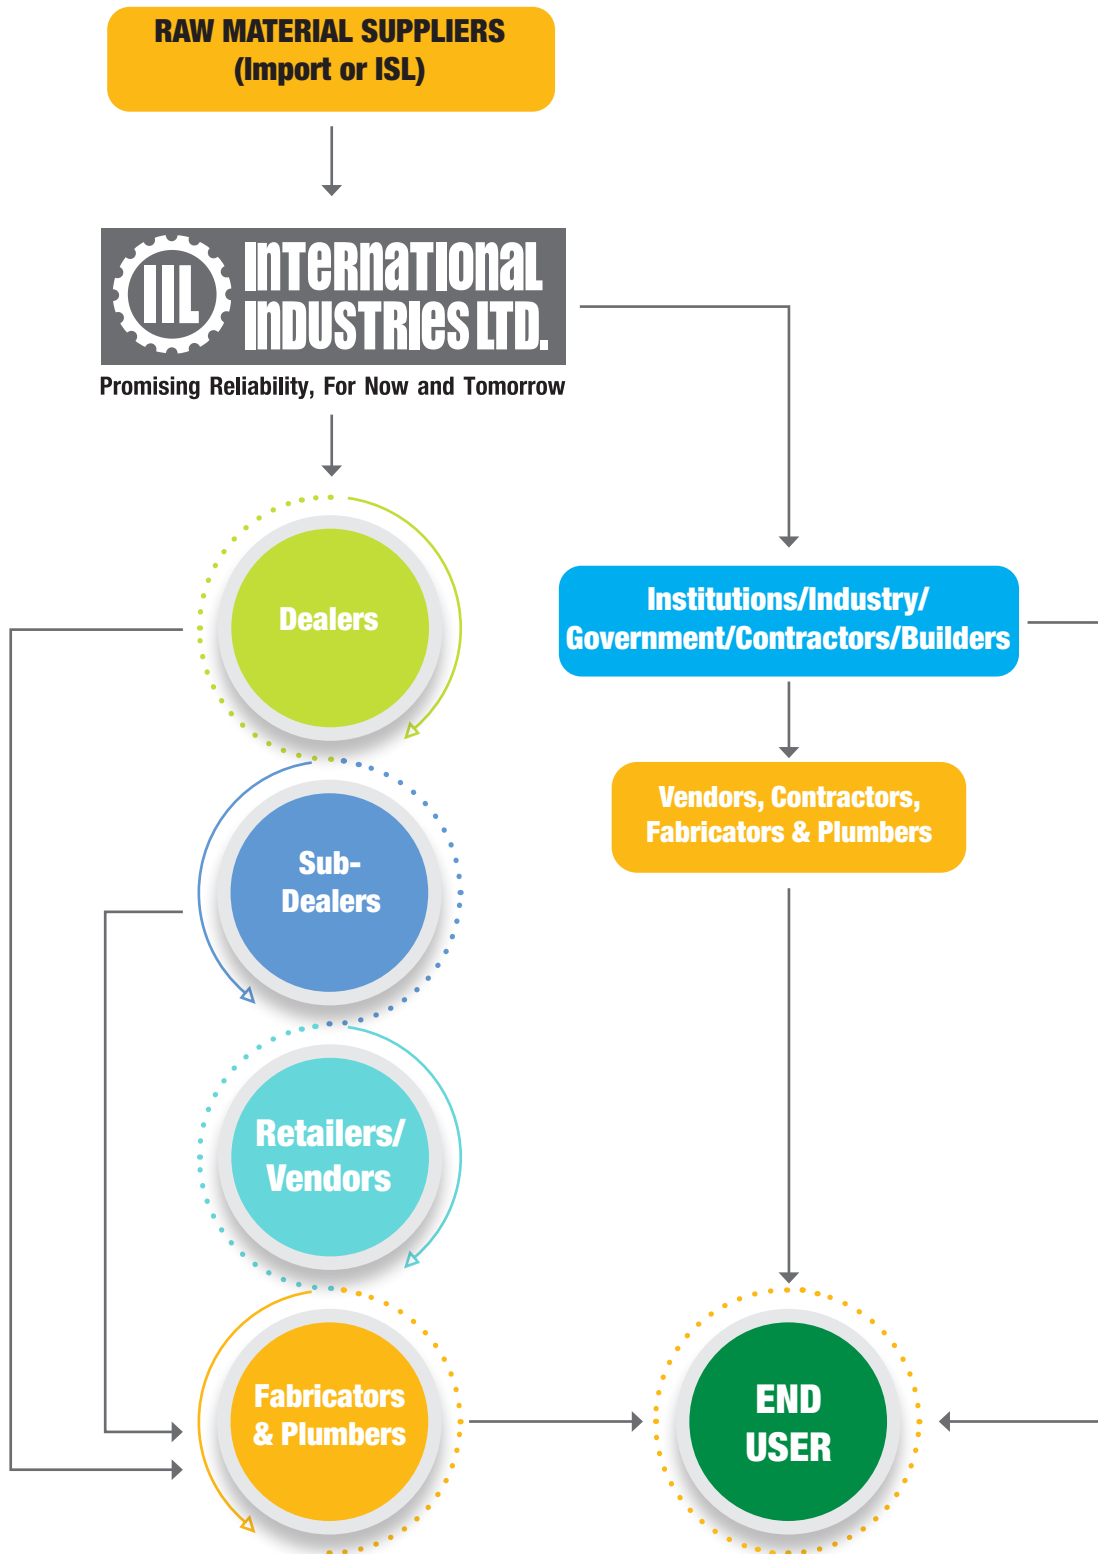 RAW MATERIAL SUPPLIERS
(Import or ISL)
IIL
InTeRnaTIOnaL
InDUSTRIes LTD.
Promising Reliability, For Now and Tomorrow
Dealers
Institutions/Industry/
Government/Contractors/Builders
Vendors, Contractors,
Fabricators & Plumbers
Sub-
Dealers
Retailers/
Vendors
Fabricators
& Plumbers
END
USER